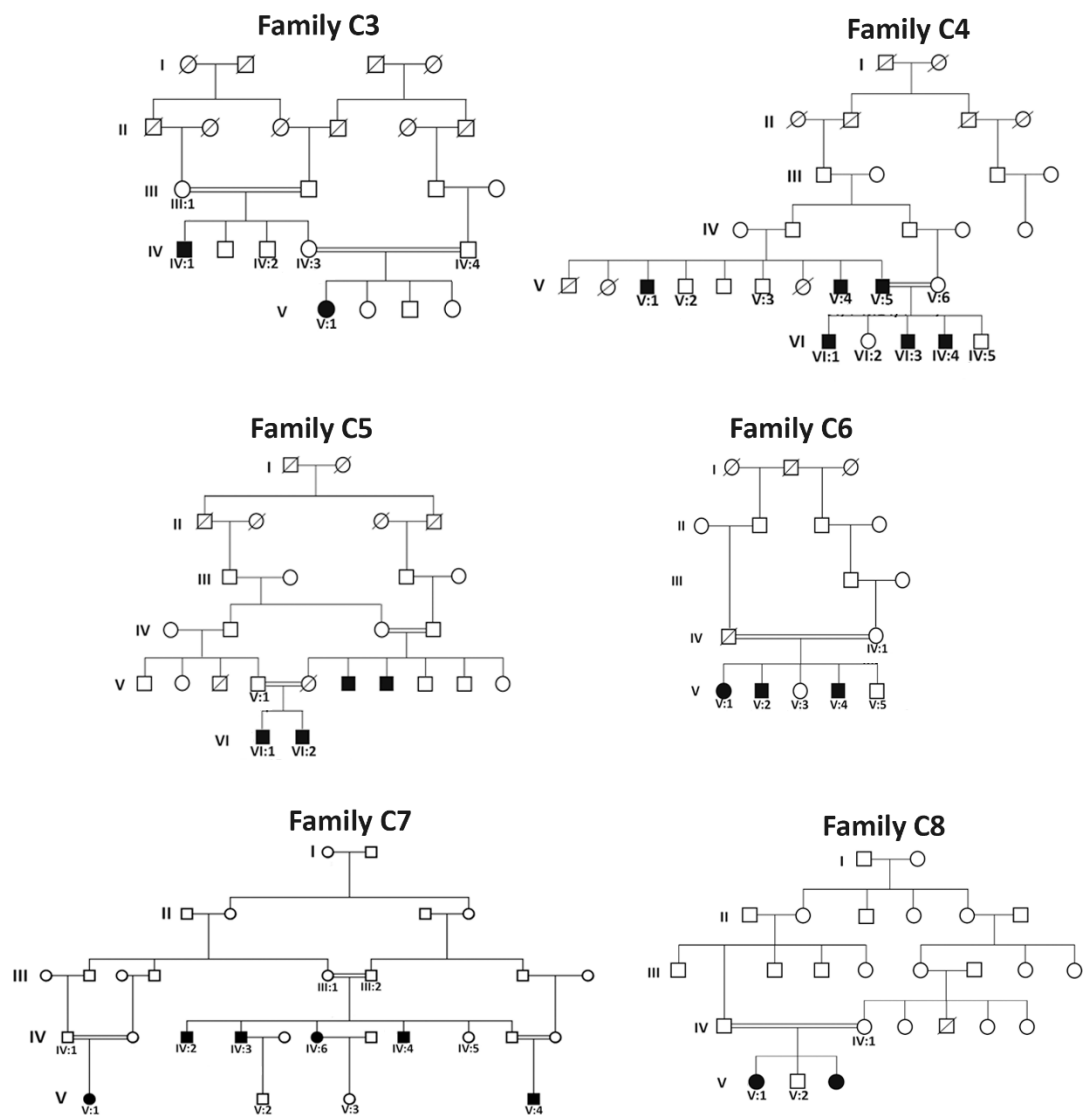 Family C3
I
II
III
III:1
IV
IV:1 IV:2 IV:3 IV:4
V
V:1
Family C4
I
II
III
IV
V
V:1 V:2 V:3 V:4 V:5 V:6
VI
VI:1 VI:2 VI:3 IV:4 IV:5
Family C5
I
II
III
IV
V
V:1
VI
VI:1 VI:2
Family C6
I
II
III
IV
IV:1
V
V:1 V:2 V:3 V:4 V:5
Family C7
I
II
III
III:1 III:2
IV
IV:1 IV:2 IV:3 IV:6 IV:4 IV:5
V
V:1 V:2 V:3 V:4
Family C8
I
II
III
IV
IV:1
V
V:1 V:2